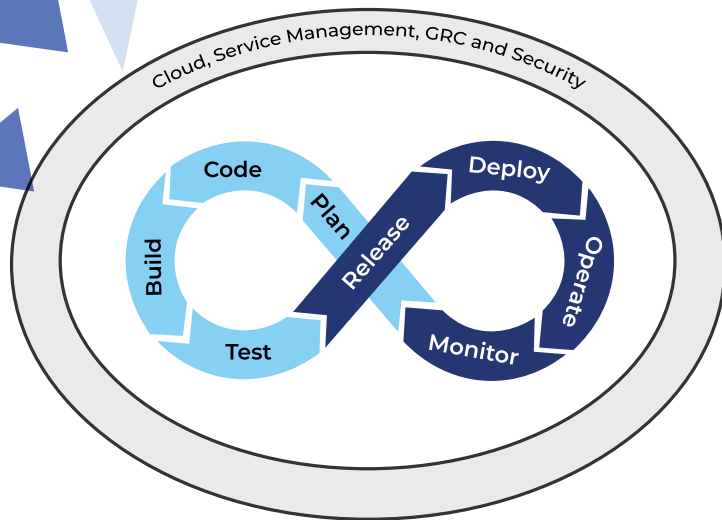 Cloud, Service Management, GRC and Security
Code
Plan
Build
Test
Release
Deploy
Operate
Monitor